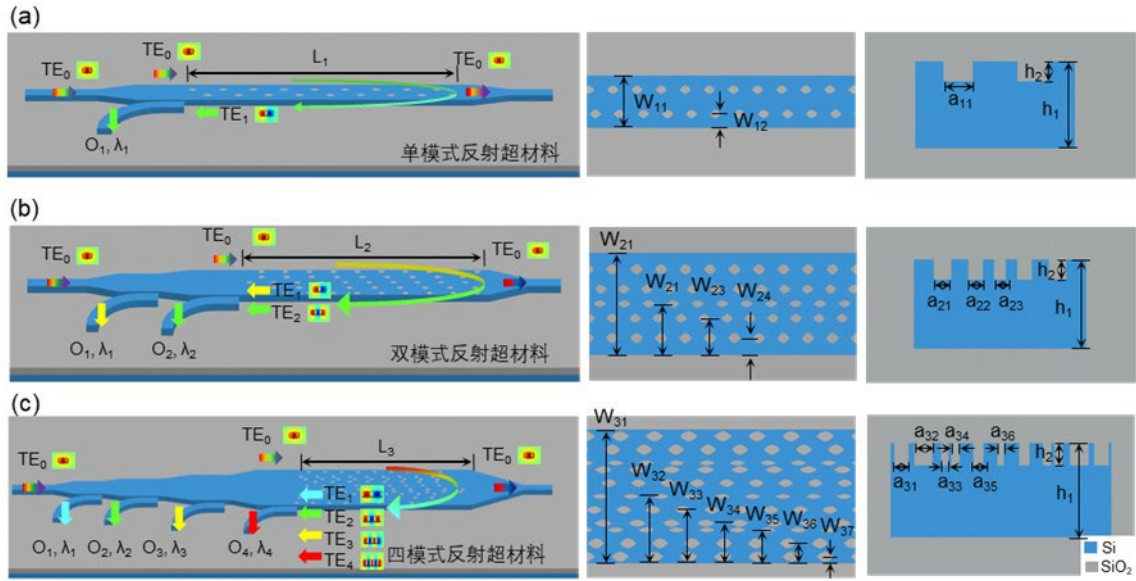 (a)
TE₀
TE₀
L₁
TE₀
TE₁
O₁, λ₁
单模式反射超材料
W₁₁
W₁₂
a₁₁
h₂
h₁
(b)
TE₀
TE₀
L₂
TE₀
TE₁
TE₂
O₁, λ₁
O₂, λ₂
双模式反射超材料
W₂₁
W₂₁
W₂₃
W₂₄
a₂₁
a₂₂
a₂₃
h₂
h₁
(c)
TE₀
TE₀
L₃
TE₀
TE₁
TE₂
TE₃
TE₄
O₁, λ₁
O₂, λ₂
O₃, λ₃
O₄, λ₄
四模式反射超材料
W₃₁
W₃₂
W₃₃
W₃₄
W₃₅
W₃₆
W₃₇
a₃₂
a₃₄
a₃₆
a₃₁
a₃₃
a₃₅
h₂
h₁
Si
SiO₂